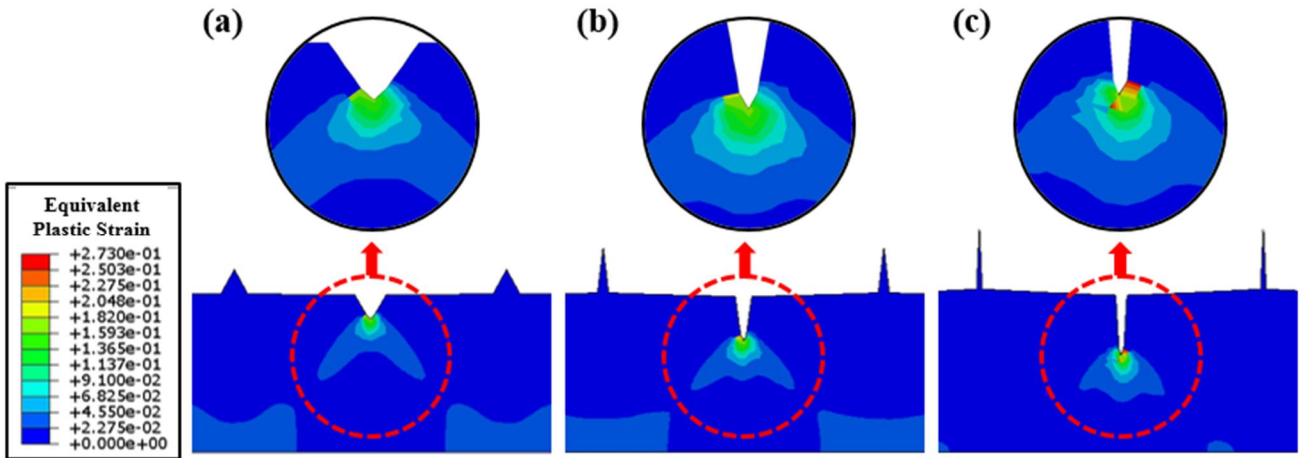 (a)
(b)
(c)
Equivalent
Plastic Strain
+2.730e-01
+2.503e-01
+2.275e-01
+2.048e-01
+1.820e-01
+1.593e-01
+1.365e-01
+1.137e-01
+9.100e-02
+6.825e-02
+4.550e-02
+2.275e-02
+0.000e+00